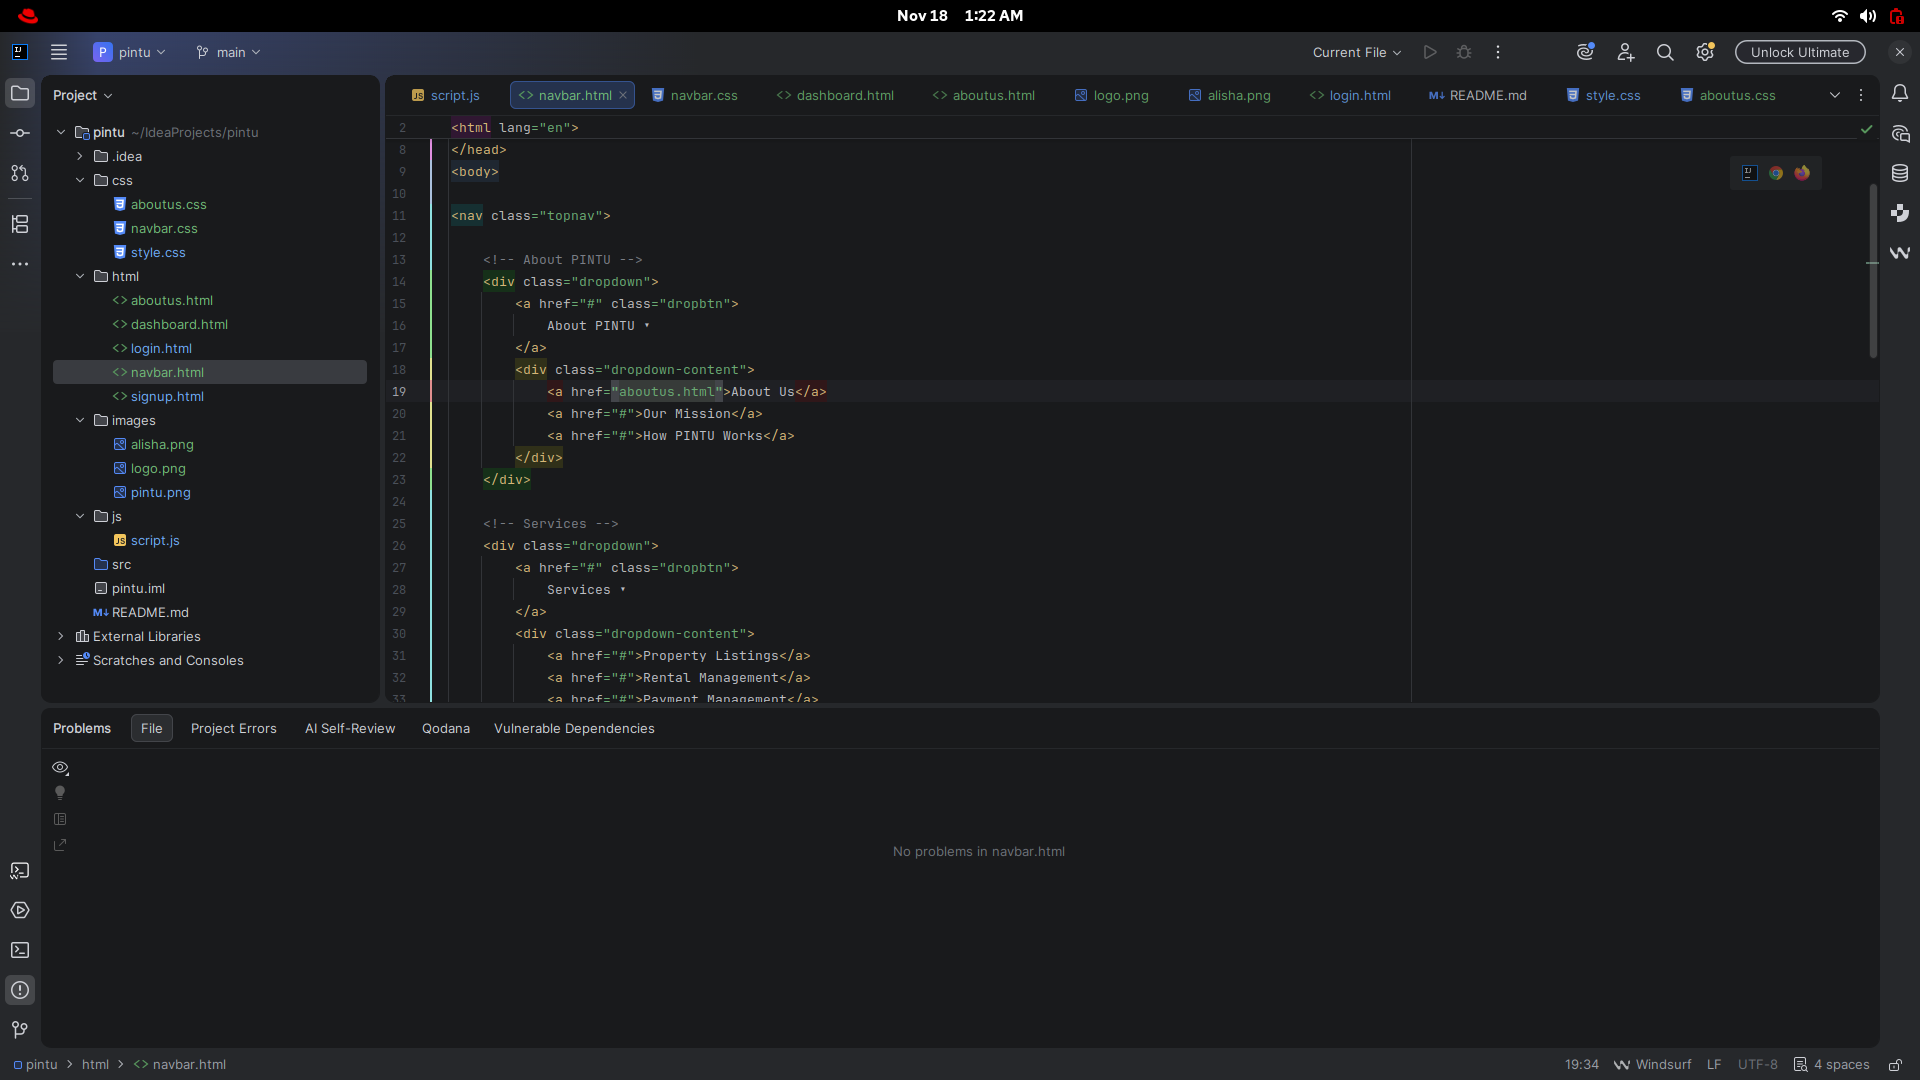 Nov 18 1:22 AM
P pintu main Current File Unlock Ultimate
Project
pintu ~/IdeaProjects/pintu
.idea
css
aboutus.css
navbar.css
style.css
html
aboutus.html
dashboard.html
login.html
navbar.html
signup.html
images
alisha.png
logo.png
pintu.png
js
script.js
src
pintu.iml
README.md
External Libraries
Scratches and Consoles
script.js navbar.html navbar.css dashboard.html aboutus.html logo.png alisha.png login.html README.md style.css aboutus.css
2 <html lang="en">
8 </head>
9 <body>
10
11 <nav class="topnav">
12
13 <!-- About PINTU -->
14 <div class="dropdown">
15 <a href="#" class="dropbtn">
16 About PINTU ▾
17 </a>
18 <div class="dropdown-content">
19 <a href="aboutus.html">About Us</a>
20 <a href="#">Our Mission</a>
21 <a href="#">How PINTU Works</a>
22 </div>
23 </div>
24
25 <!-- Services -->
26 <div class="dropdown">
27 <a href="#" class="dropbtn">
28 Services ▾
29 </a>
30 <div class="dropdown-content">
31 <a href="#">Property Listings</a>
32 <a href="#">Rental Management</a>
33 <a href="#">Payment Management</a>
Problems File Project Errors AI Self-Review Qodana Vulnerable Dependencies
No problems in navbar.html
pintu > html > navbar.html 19:34 Windsurf LF UTF-8 4 spaces